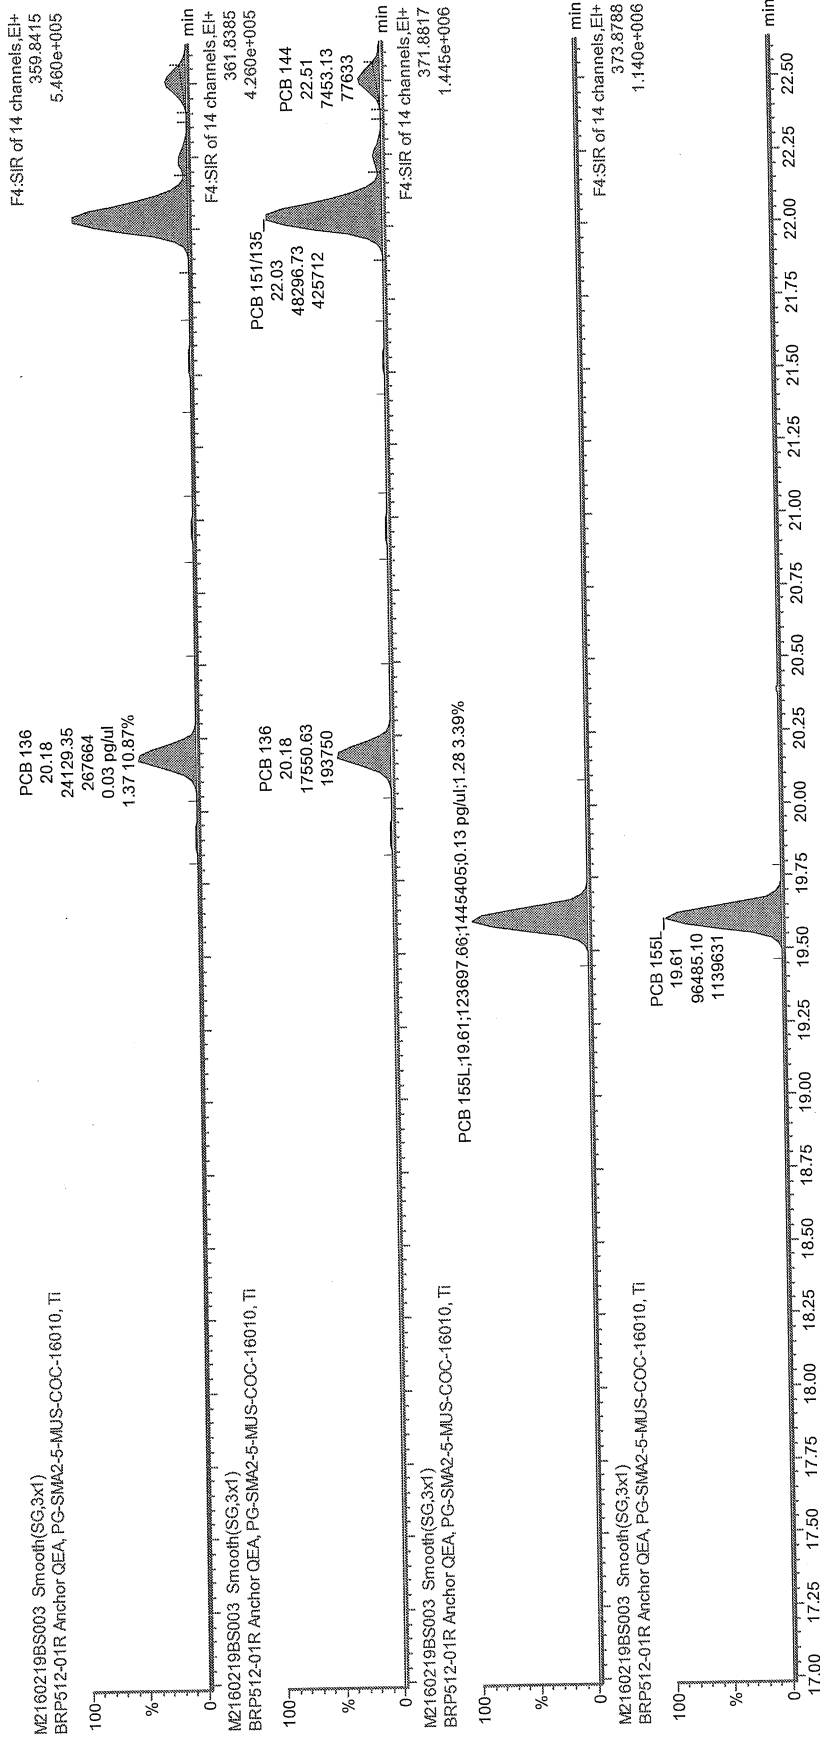 M2160219BS003 Smooth(SG,3x1)
BRP512-01R Anchor QEA, PG-SMA2-5-MUS-COC-16010, Ti
F4:SIR of 14 channels,EI+
359.8415
5.460e+005
100
%
0
PCB 136
20.18
24129.35
267664
0.03 pg/ul
1.37 10.87%
min
M2160219BS003 Smooth(SG,3x1)
BRP512-01R Anchor QEA, PG-SMA2-5-MUS-COC-16010, Ti
F4:SIR of 14 channels,EI+
361.8385
4.260e+005
100
%
0
PCB 136
20.18
17550.63
193750
PCB 151/135
22.03
48296.73
425712
PCB 144
22.51
7453.13
77633
min
M2160219BS003 Smooth(SG,3x1)
BRP512-01R Anchor QEA, PG-SMA2-5-MUS-COC-16010, Ti
F4:SIR of 14 channels,EI+
371.8817
1.445e+006
100
%
0
PCB 155L;19.61;123697.66;1445405;0.13 pg/ul;1.28 3.39%
min
M2160219BS003 Smooth(SG,3x1)
BRP512-01R Anchor QEA, PG-SMA2-5-MUS-COC-16010, Ti
F4:SIR of 14 channels,EI+
373.8788
1.140e+006
100
%
0
PCB 155L
19.61
96485.10
1139631
min
17.00 17.25 17.50 17.75 18.00 18.25 18.50 18.75 19.00 19.25 19.50 19.75 20.00 20.25 20.50 20.75 21.00 21.25 21.50 21.75 22.00 22.25 22.50